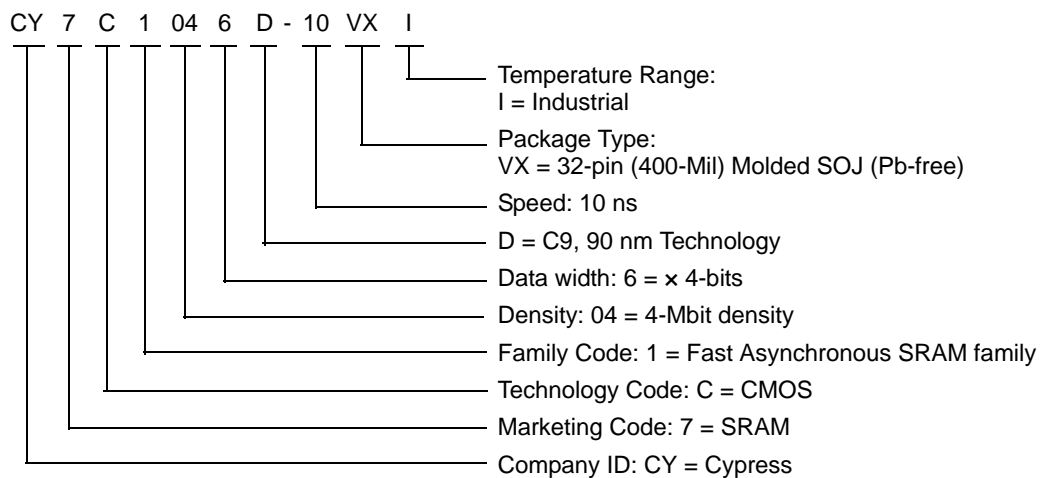 CY 7 C 1 04 6 D - 10 VX I
Temperature Range:
I = Industrial
Package Type:
VX = 32-pin (400-Mil) Molded SOJ (Pb-free)
Speed: 10 ns
D = C9, 90 nm Technology
Data width: 6 = × 4-bits
Density: 04 = 4-Mbit density
Family Code: 1 = Fast Asynchronous SRAM family
Technology Code: C = CMOS
Marketing Code: 7 = SRAM
Company ID: CY = Cypress